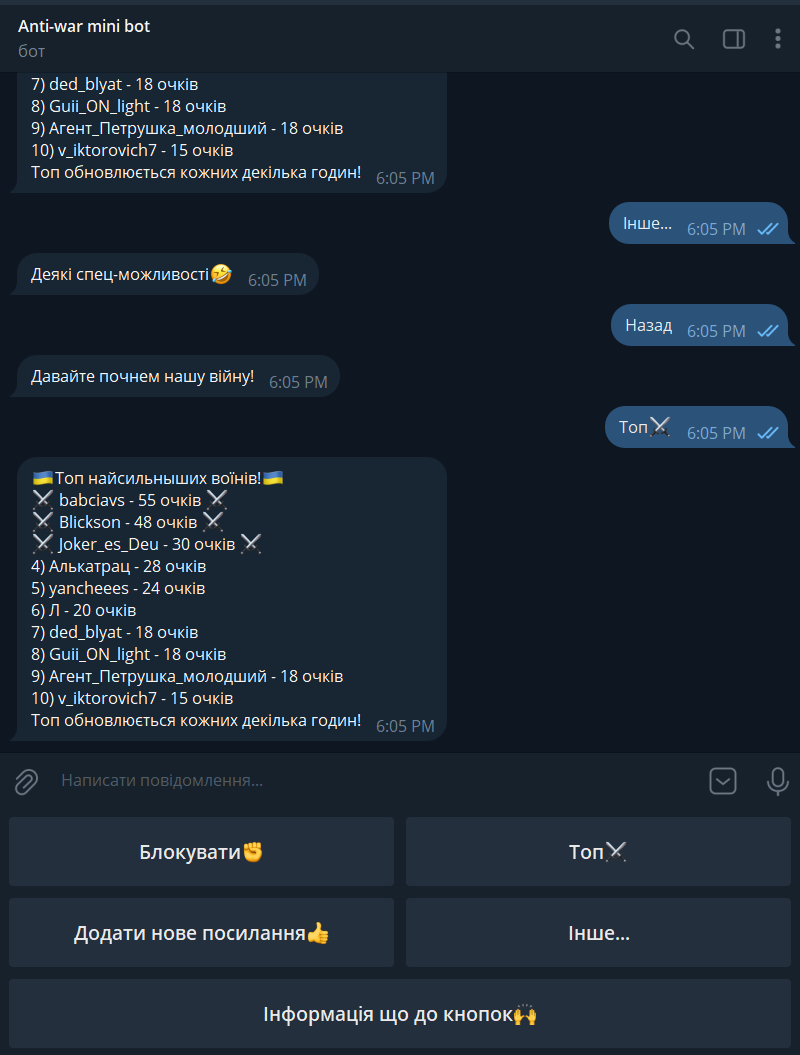 Anti-war mini bot
бот
7) ded_blyat - 18 очків
8) Guii_ON_light - 18 очків
9) Агент_Петрушка_молодший - 18 очків
10) v_iktorovich7 - 15 очків
Топ обновлюється кожних декілька годин! 6:05 PM
Інше... 6:05 PM
Деякі спец-можливості🤣 6:05 PM
Назад 6:05 PM
Давайте почнем нашу війну! 6:05 PM
Топ⚔ 6:05 PM
🇺🇦Топ найсильныших воїнів!🇺🇦
⚔ babciavs - 55 очків ⚔
⚔ Blickson - 48 очків ⚔
⚔ Joker_es_Deu - 30 очків ⚔
4) Алькатрац - 28 очків
5) yancheees - 24 очків
6) Л - 20 очків
7) ded_blyat - 18 очків
8) Guii_ON_light - 18 очків
9) Агент_Петрушка_молодший - 18 очків
10) v_iktorovich7 - 15 очків
Топ обновлюється кожних декілька годин! 6:05 PM
Написати повідомлення...
Блокувати✊
Топ⚔
Додати нове посилання👍
Інше...
Інформація що до кнопок🙌